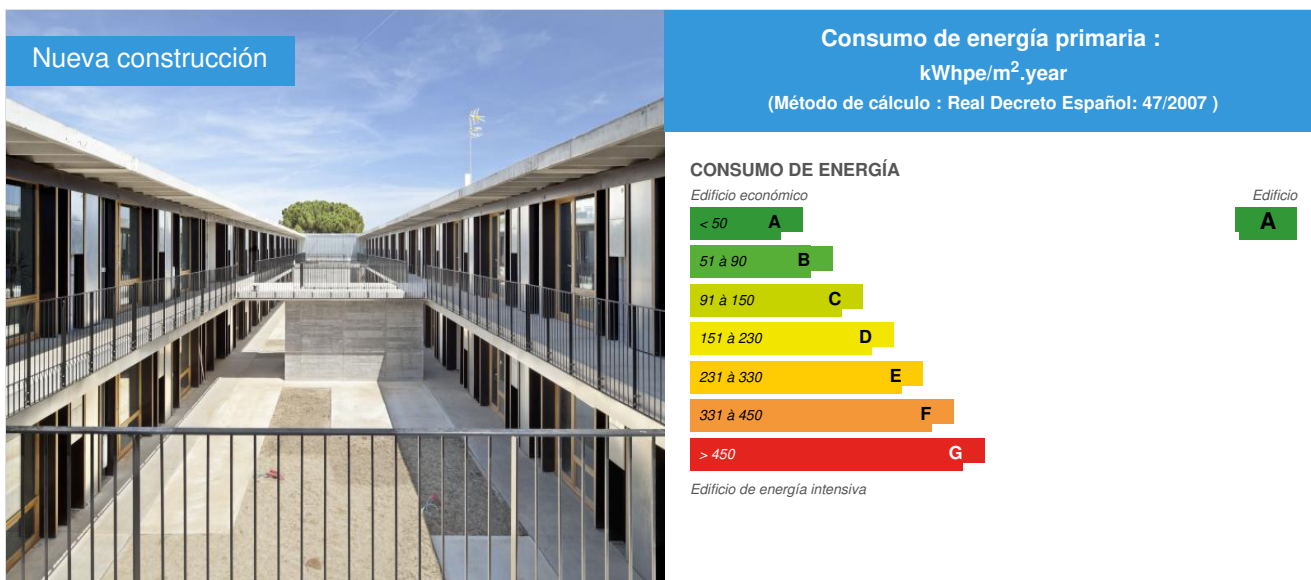 Nueva construcción
Consumo de energía primaria :
kWhpe/m².year
(Método de cálculo : Real Decreto Español: 47/2007 )
CONSUMO DE ENERGÍA
Edificio económico
Edificio
< 50 A
A
51 à 90 B
91 à 150 C
151 à 230 D
231 à 330 E
331 à 450 F
> 450 G
Edificio de energía intensiva